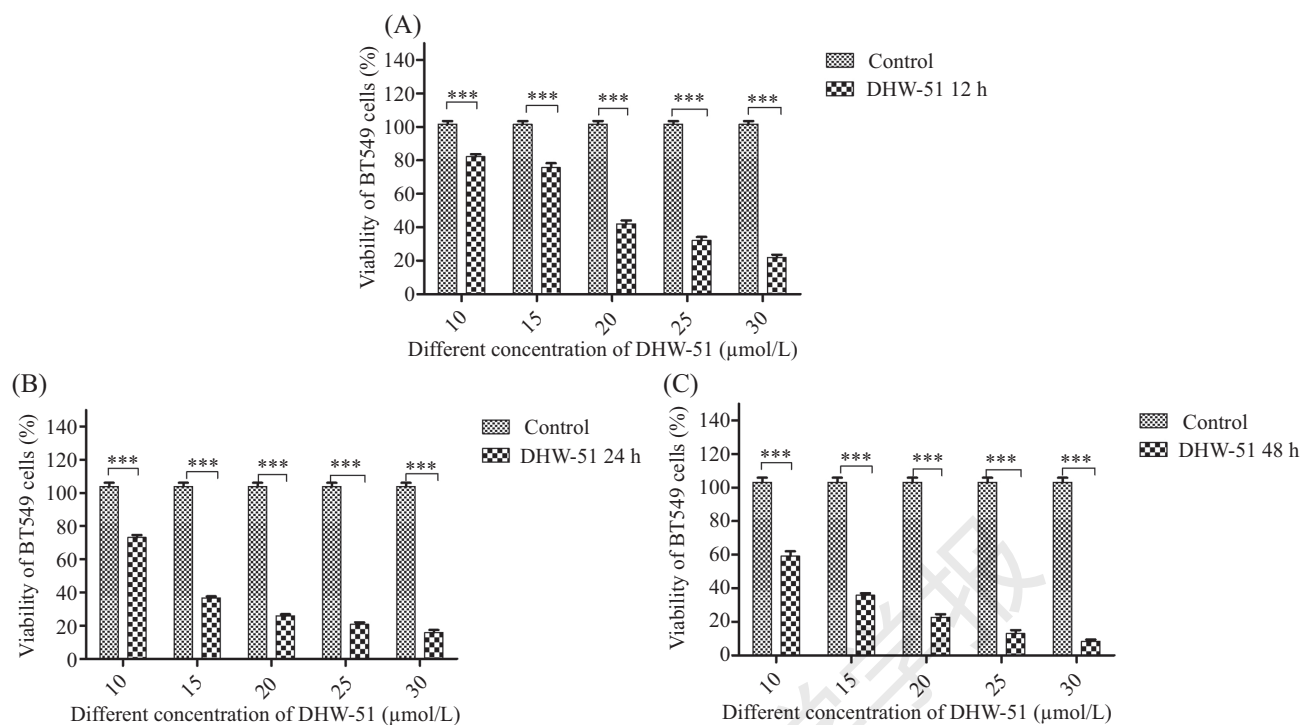 (A)
Viability of BT549 cells (%)
140
120
100
80
60
40
20
0
*** *** *** *** ***
10 15 20 25 30
Different concentration of DHW-51 (μmol/L)
Control
DHW-51 12 h
(B)
Viability of BT549 cells (%)
140
120
100
80
60
40
20
0
*** *** *** *** ***
10 15 20 25 30
Different concentration of DHW-51 (μmol/L)
Control
DHW-51 24 h
(C)
Viability of BT549 cells (%)
140
120
100
80
60
40
20
0
*** *** *** *** ***
10 15 20 25 30
Different concentration of DHW-51 (μmol/L)
Control
DHW-51 48 h
学报